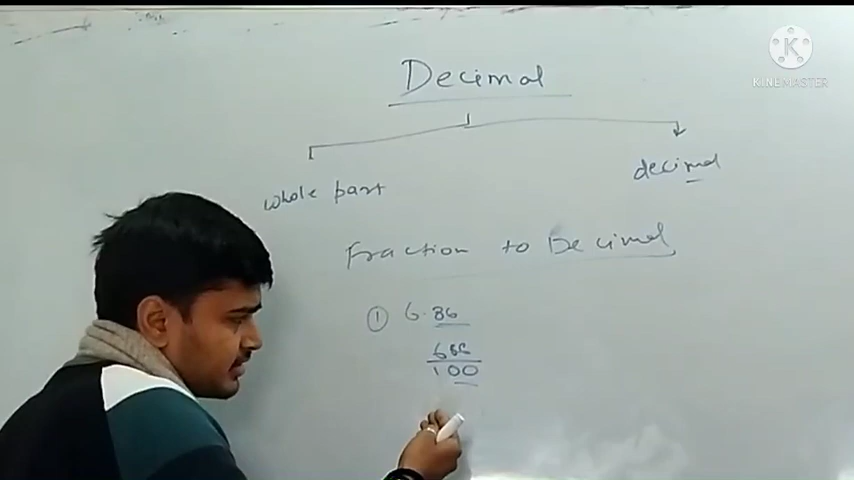 K
KINEMASTER
Decimal
whole part
decimal
Fraction to Decimal
1 6.86
686
100